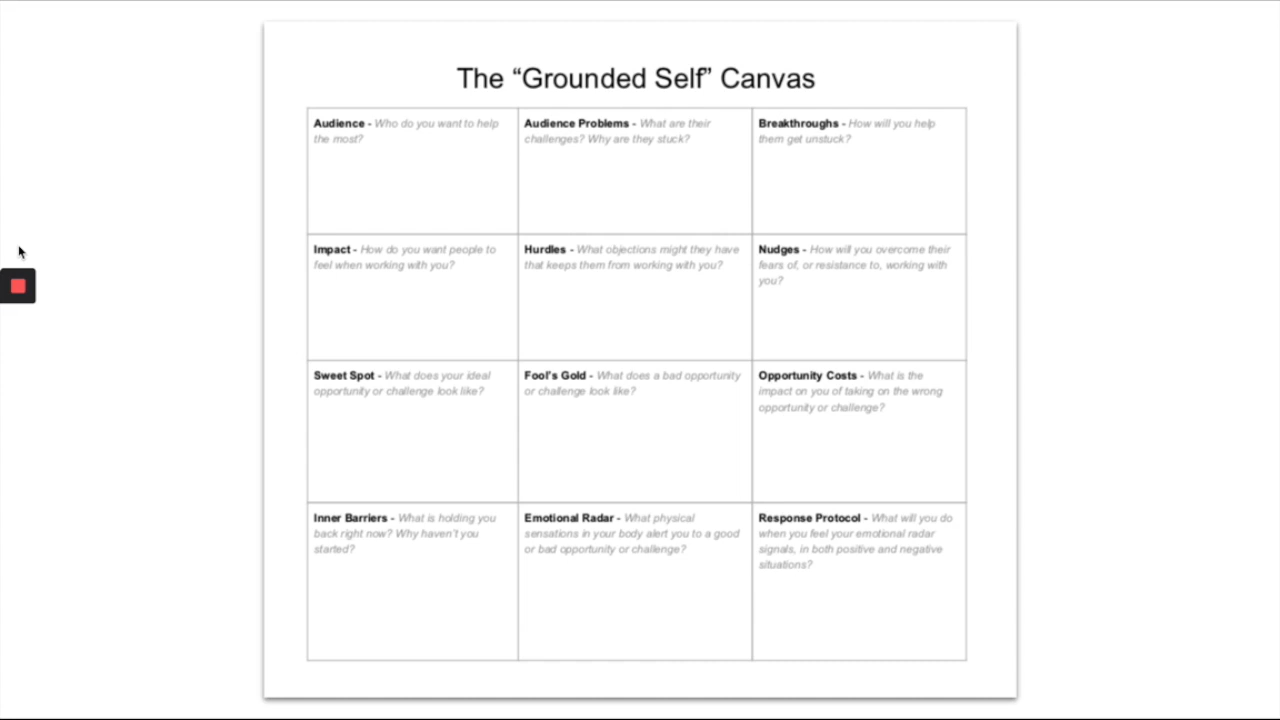 The “Grounded Self” Canvas
Audience - Who do you want to help
the most?
Audience Problems - What are their
challenges? Why are they stuck?
Breakthroughs - How will you help
them get unstuck?
Impact - How do you want people to
feel when working with you?
Hurdles - What objections might they have
that keeps them from working with you?
Nudges - How will you overcome their
fears of, or resistance to, working with
you?
Sweet Spot - What does your ideal
opportunity or challenge look like?
Fool’s Gold - What does a bad opportunity
or challenge look like?
Opportunity Costs - What is the
impact on you of taking on the wrong
opportunity or challenge?
Inner Barriers - What is holding you
back right now? Why haven’t you
started?
Emotional Radar - What physical
sensations in your body alert you to a good
or bad opportunity or challenge?
Response Protocol - What will you do
when you feel your emotional radar
signals, in both positive and negative
situations?